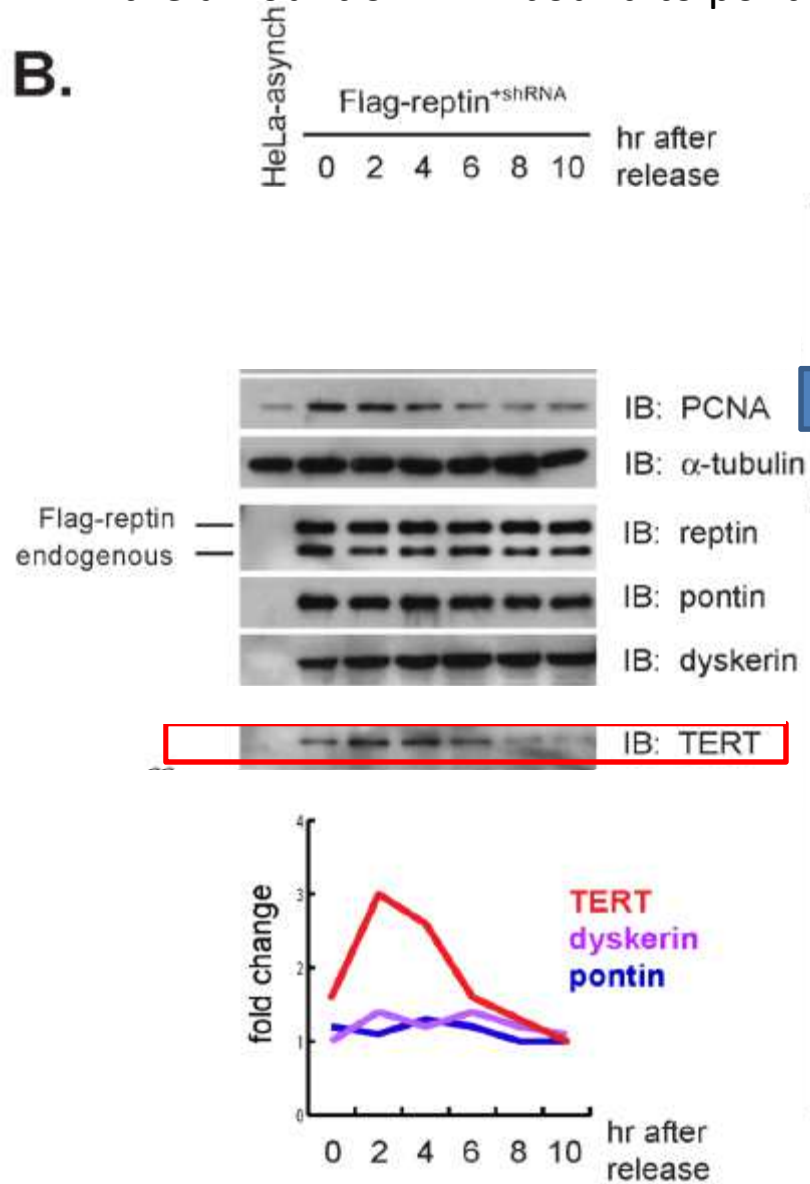 B.
HeLa-asynch
Flag-reptin+shRNA
0 2 4 6 8 10
hr after
release
IB: PCNA
IB: α-tubulin
Flag-reptin
endogenous
IB: reptin
IB: pontin
IB: dyskerin
IB: TERT
4
3
2
1
0
fold change
TERT
dyskerin
pontin
0 2 4 6 8 10
hr after
release